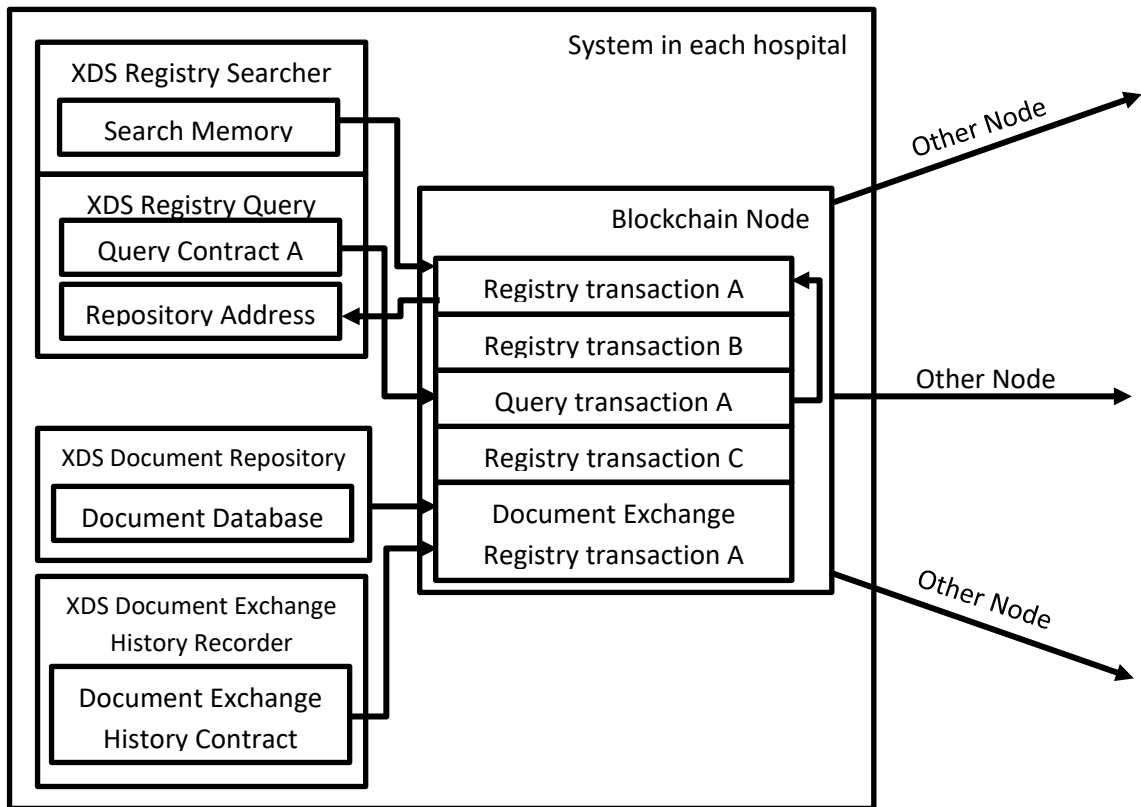 System in each hospital
XDS Registry Searcher
Search Memory
XDS Registry Query
Query Contract A
Repository Address
XDS Document Repository
Document Database
XDS Document Exchange
History Recorder
Document Exchange
History Contract
Blockchain Node
Registry transaction A
Registry transaction B
Query transaction A
Registry transaction C
Document Exchange
Registry transaction A
Other Node
Other Node
Other Node